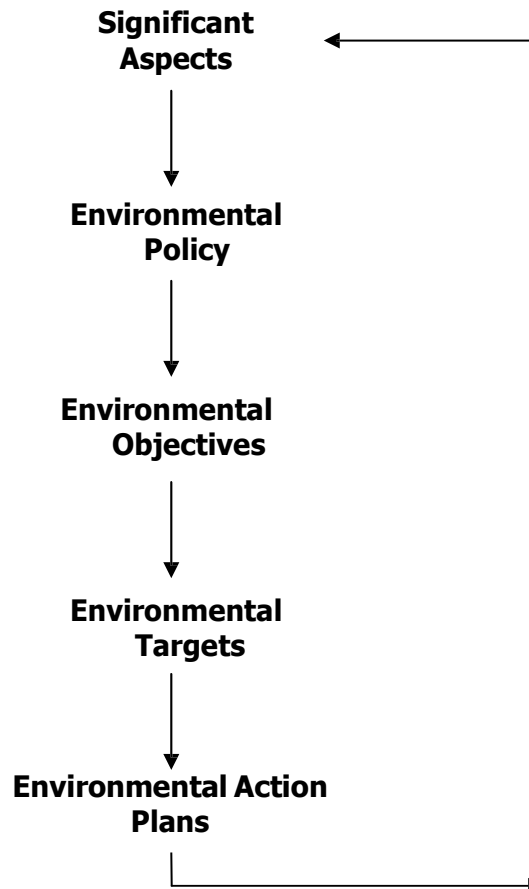 Significant
Aspects
Environmental
Policy
Environmental
Objectives
Environmental
Targets
Environmental Action
Plans